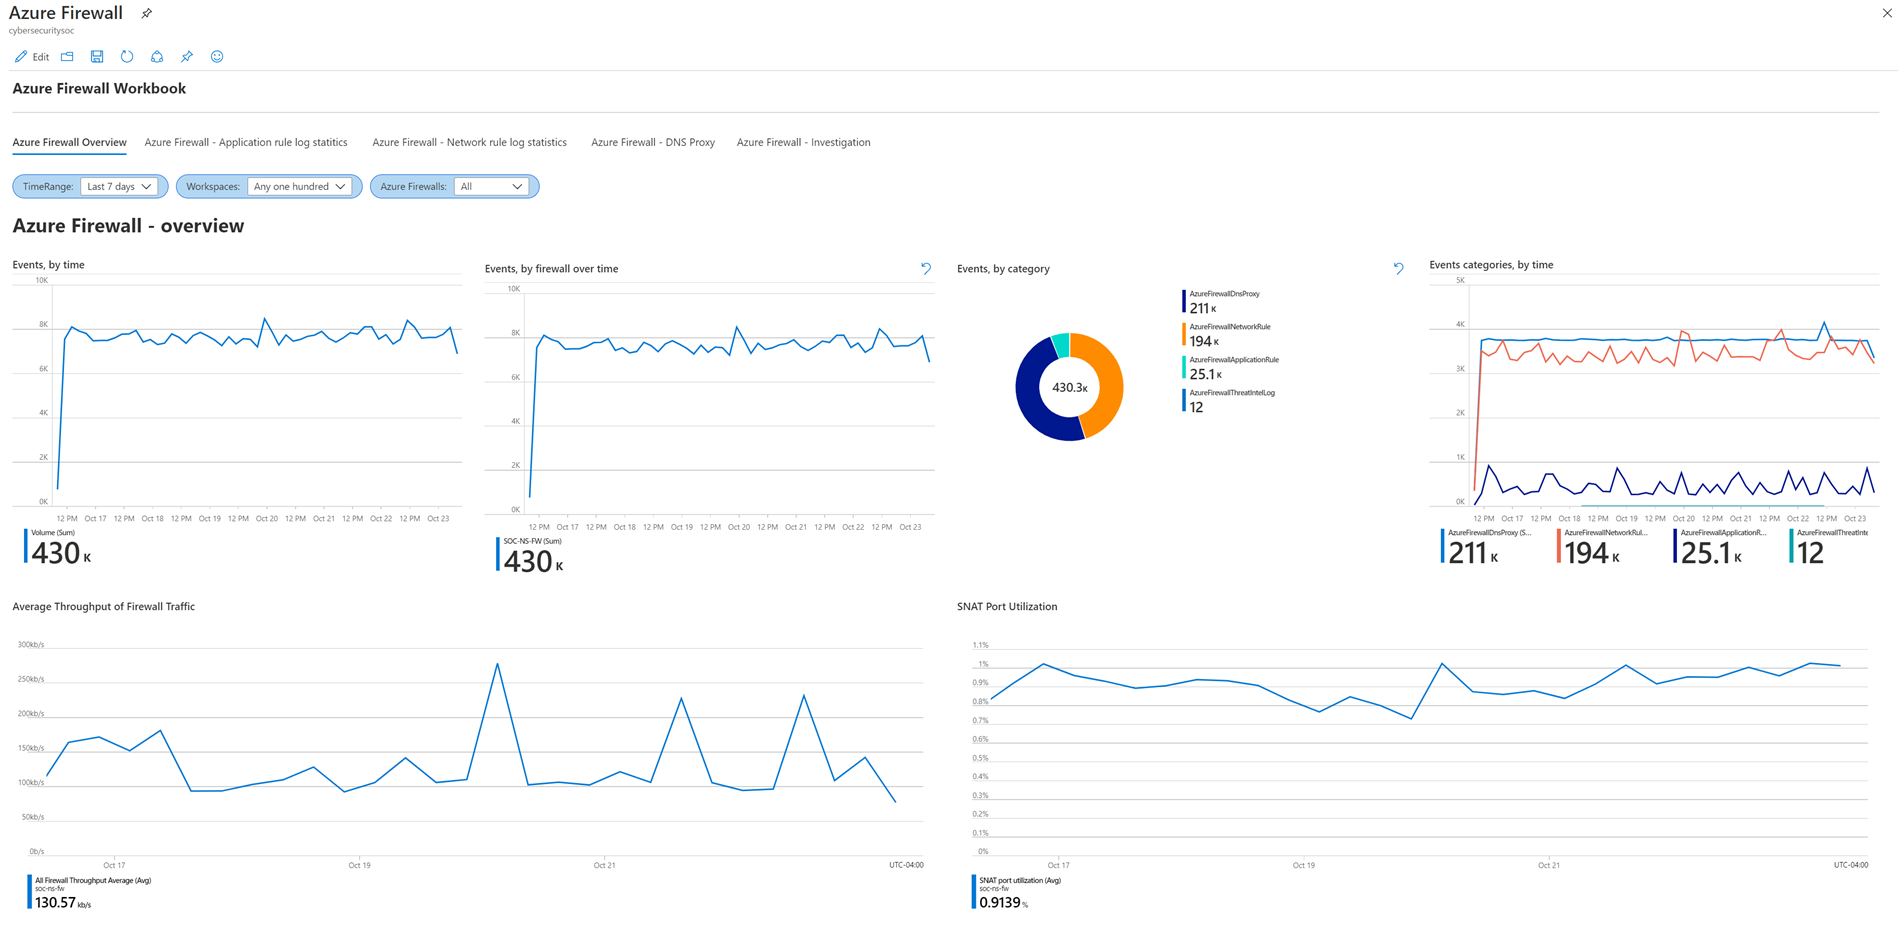 Azure Firewall
cybersecuritysoc
Edit
Azure Firewall Workbook
Azure Firewall Overview
Azure Firewall - Application rule log statitics
Azure Firewall - Network rule log statistics
Azure Firewall - DNS Proxy
Azure Firewall - Investigation
TimeRange: Last 7 days
Workspaces: Any one hundred
Azure Firewalls: All
Azure Firewall - overview
Events, by time
10K
8K
6K
4K
2K
0K
12 PM Oct 17 12 PM Oct 18 12 PM Oct 19 12 PM Oct 20 12 PM Oct 21 12 PM Oct 22 12 PM Oct 23
Volume (Sum)
430 K
Events, by firewall over time
10K
8K
6K
4K
2K
0K
12 PM Oct 17 12 PM Oct 18 12 PM Oct 19 12 PM Oct 20 12 PM Oct 21 12 PM Oct 22 12 PM Oct 23
SOC-NS-FW (Sum)
430 K
Events, by category
430.3K
AzureFirewallDnsProxy
211 K
AzureFirewallNetworkRule
194 K
AzureFirewallApplicationRule
25.1 K
AzureFirewallThreatIntelLog
12
Events categories, by time
5K
4K
3K
2K
1K
0K
12 PM Oct 17 12 PM Oct 18 12 PM Oct 19 12 PM Oct 20 12 PM Oct 21 12 PM Oct 22 12 PM Oct 23
AzureFirewallDnsProxy (S...
211 K
AzureFirewallNetworkRul...
194 K
AzureFirewallApplicationR...
25.1 K
AzureFirewallThreatInte
12
Average Throughput of Firewall Traffic
300kb/s
250kb/s
200kb/s
150kb/s
100kb/s
50kb/s
0b/s
Oct 17 Oct 19 Oct 21 UTC-04:00
All Firewall Throughput Average (Avg)
soc-ns-fw
130.57 kb/s
SNAT Port Utilization
1.1%
1%
0.9%
0.8%
0.7%
0.6%
0.5%
0.4%
0.3%
0.2%
0.1%
0%
Oct 17 Oct 19 Oct 21 UTC-04:00
SNAT port utilization (Avg)
soc-ns-fw
0.9139 %